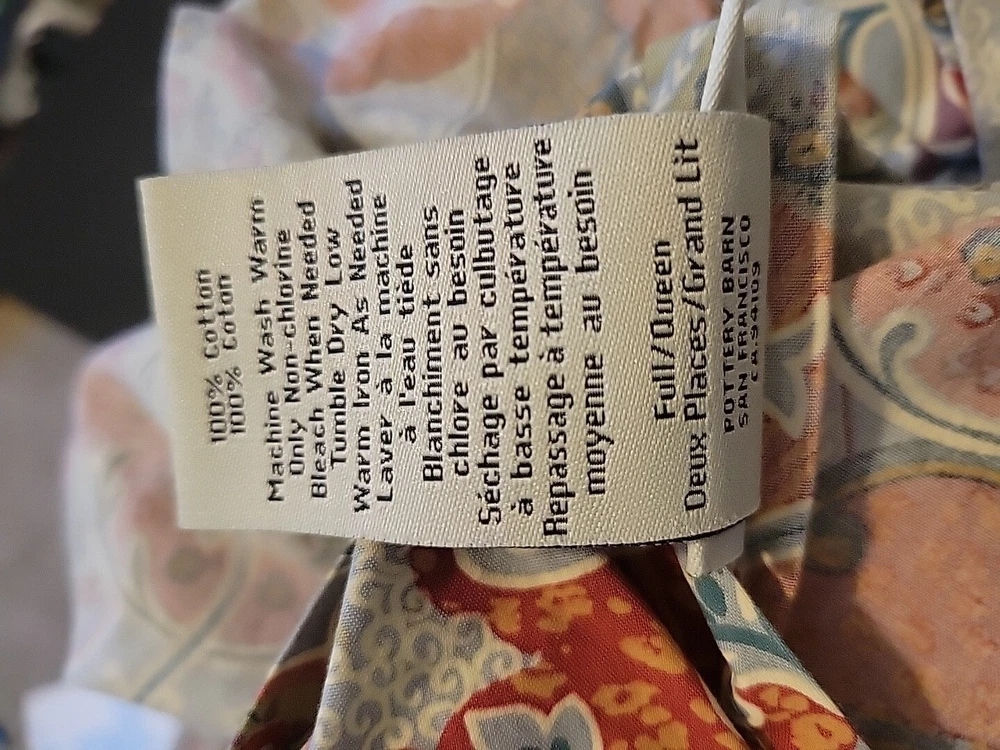 100% Cotton
100% Coton
Machine Wash Warm
Only Non-chlorine
Bleach When Needed
Tumble Dry Low
Warm Iron As Needed
Laver à la machine
à l'eau tiède
Blanchiment sans
chlore au besoin
Séchage par culbutage
à basse température
Repassage à température
moyenne au besoin
Full/Queen
Deux Places/Grand Lit
POTTERY BARN
SAN FRANCISCO
CA.94109